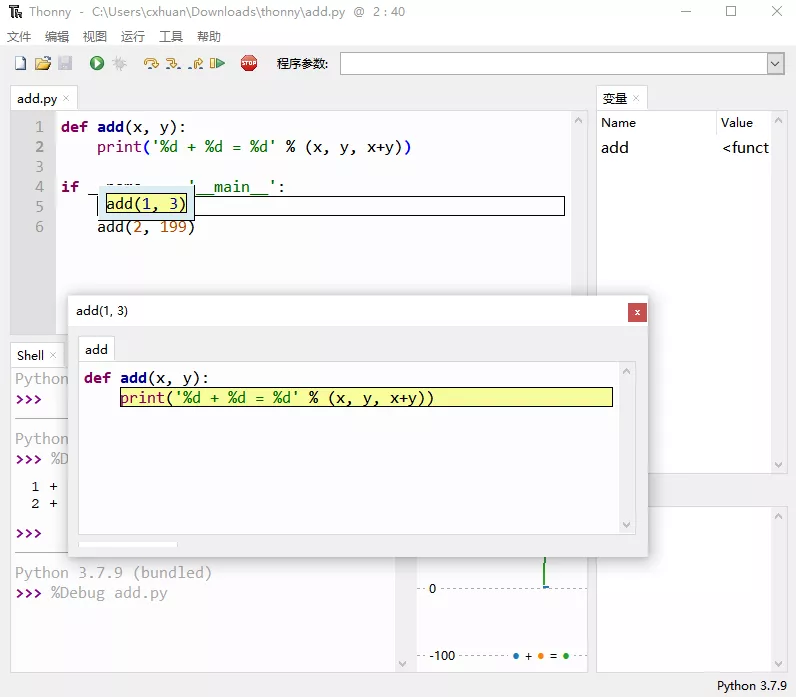 Thonny - C:\Users\cxhuan\Downloads\thonny\add.py @ 2 : 40
文件 编辑 视图 运行 工具 帮助
STOP 程序参数:
add.py
1 def add(x, y):
2 print('%d + %d = %d' % (x, y, x+y))
3
4 if '__main__':
5 add(1, 3)
6 add(2, 199)
变量
Name Value
add <funct
add(1, 3)
add
def add(x, y):
print('%d + %d = %d' % (x, y, x+y))
Shell
Python
>>>
Python
>>> %D
1 +
2 +
>>>
Python 3.7.9 (bundled)
>>> %Debug add.py
0
-100 + =
Python 3.7.9